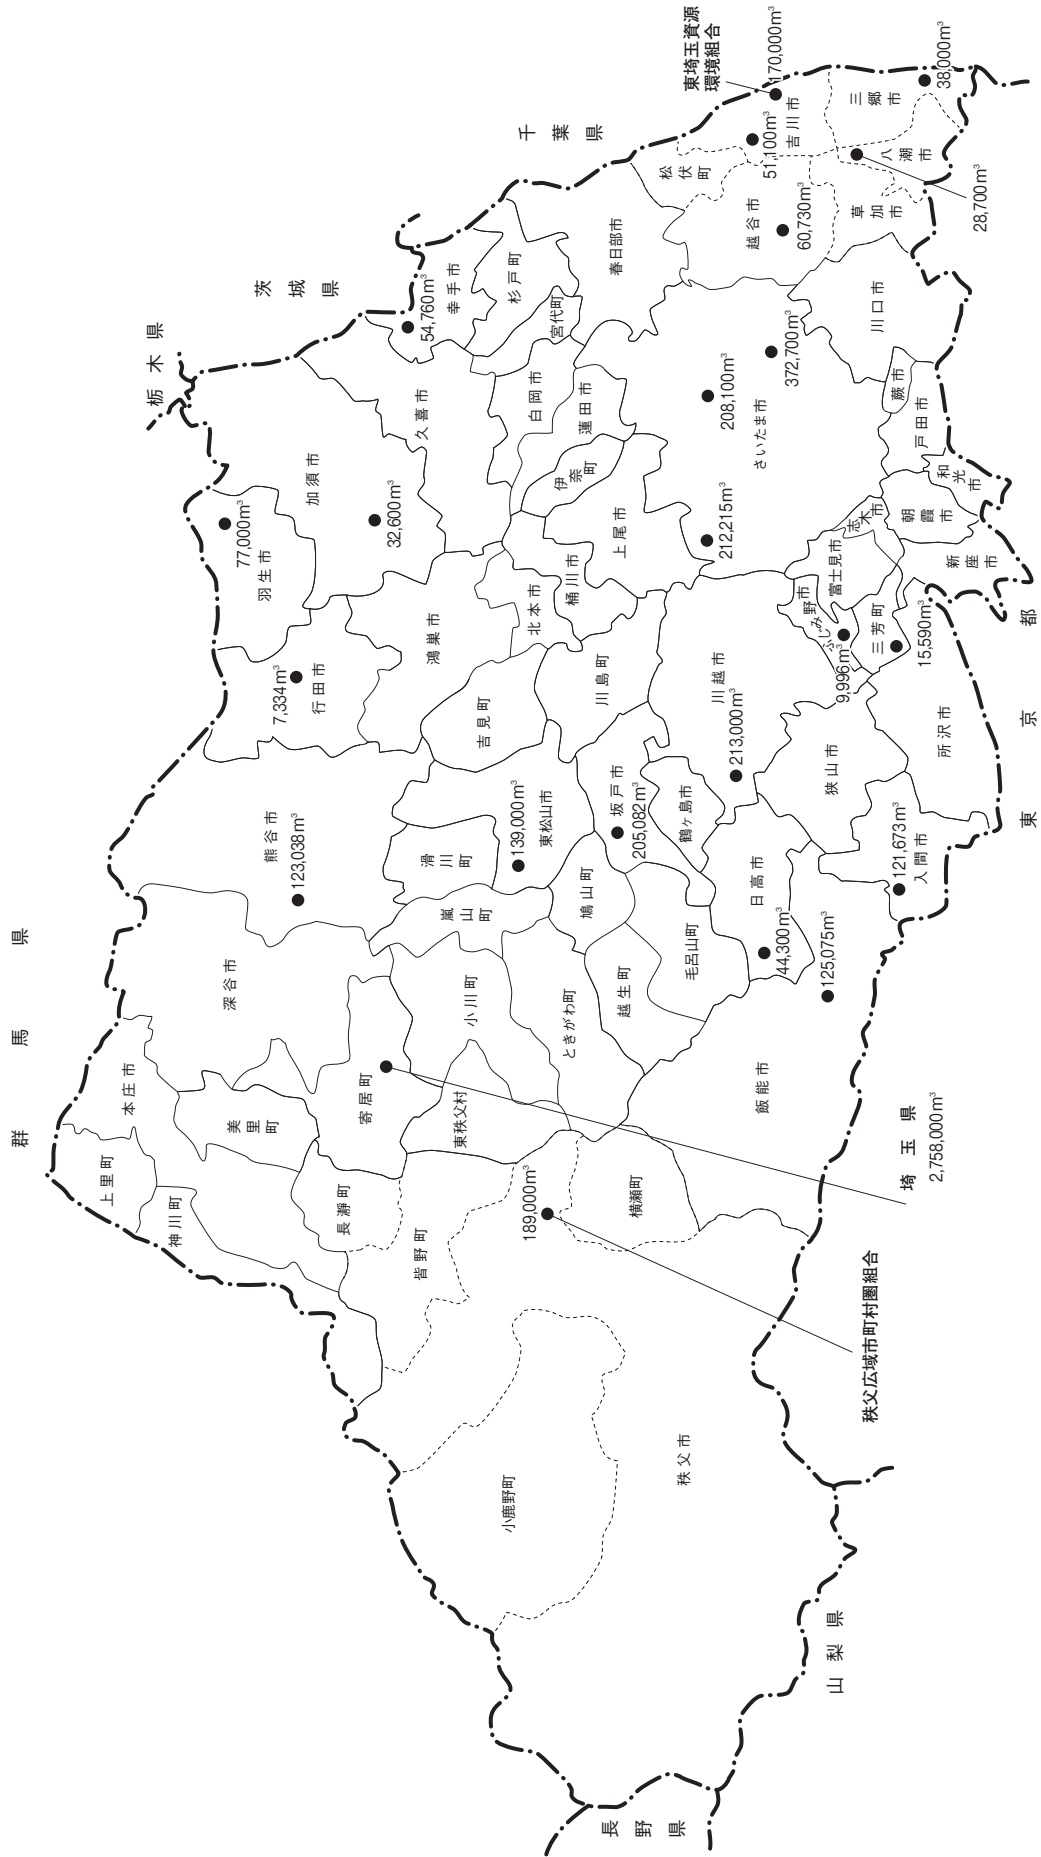 群馬県
栃木県
茨城県
千葉県
東京都
山梨県
長野県
上里町
神川町
本庄市
美里町
深谷市
熊谷市
123,038m³
寄居町
長瀞町
皆野町
小鹿野町
秩父市
横瀬町
189,000m³
秩父広域市町村圏組合
埼玉県
2,758,000m³
東秩父村
小川町
ときがわ町
嵐山町
滑川町
東松山市
139,000m³
吉見町
鳩山町
越生町
毛呂山町
坂戸市
205,082m³
鶴ヶ島市
川島町
日高市
44,300m³
125,075m³
飯能市
入間市
121,673m³
狭山市
所沢市
川越市
213,000m³
行田市
7,334m³
羽生市
77,000m³
加須市
32,600m³
鴻巣市
北本市
桶川市
上尾市
伊奈町
久喜市
白岡市
蓮田市
宮代町
杉戸町
幸手市
54,760m³
春日部市
さいたま市
212,215m³
208,100m³
372,700m³
ふじみ野市
9,996m³
三芳町
15,590m³
富士見市
志木市
朝霞市
新座市
和光市
戸田市
蕨市
川口市
草加市
越谷市
60,730m³
松伏町
吉川市
51,100m³
東埼玉資源
環境組合
170,000m³
三郷市
38,000m³
八潮市
28,700m³